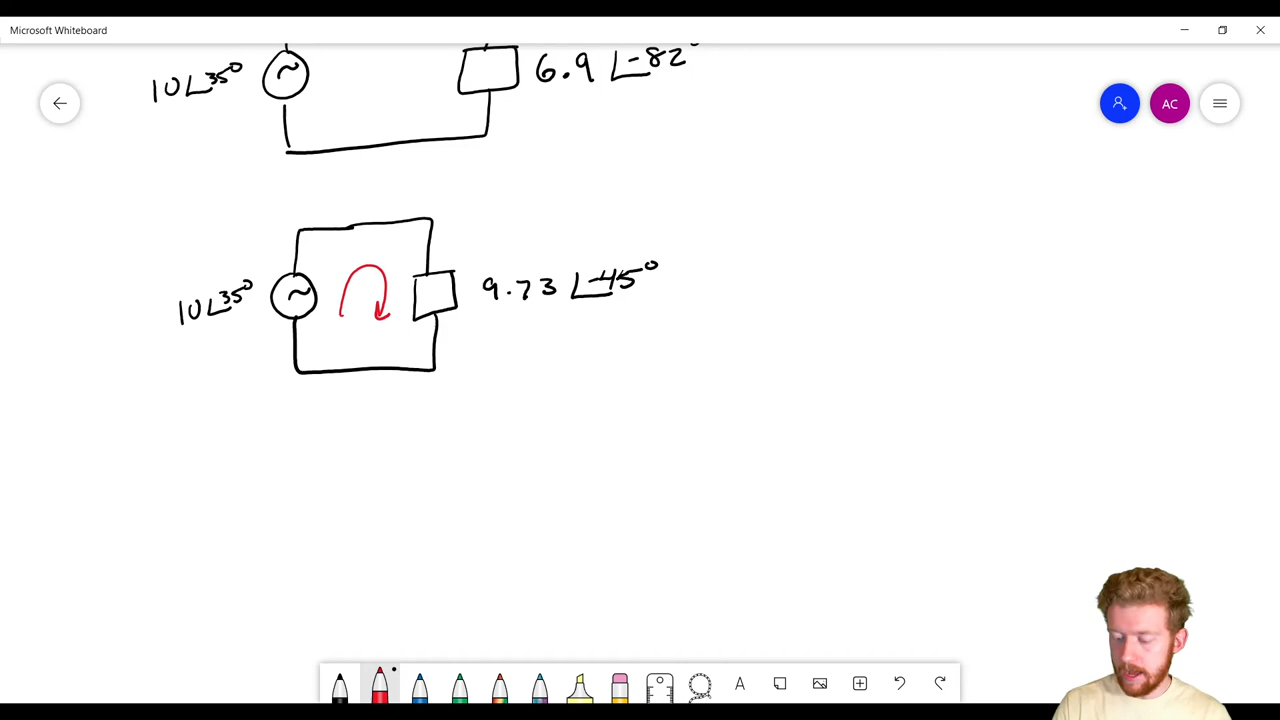 Microsoft Whiteboard
10∠35° 6.9 ∠-82°
AC
10∠35° 9.73 ∠-45°
A